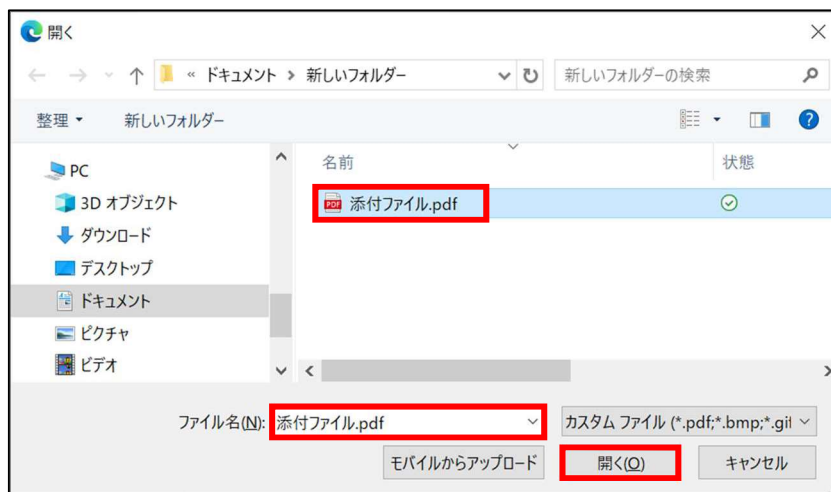 開く
« ドキュメント > 新しいフォルダー
新しいフォルダーの検索
整理
新しいフォルダー
名前
状態
PC
3D オブジェクト
ダウンロード
デスクトップ
ドキュメント
ピクチャ
ビデオ
PDF 添付ファイル.pdf
ファイル名(N): 添付ファイル.pdf
カスタム ファイル (*.pdf;*.bmp;*.gif
モバイルからアップロード
開く(O)
キャンセル